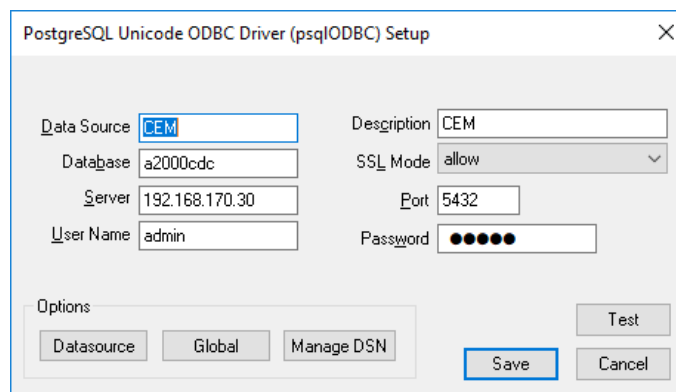 PostgreSQL Unicode ODBC Driver (psqlODBC) Setup
Data Source CEM Description CEM
Database a2000cdc SSL Mode allow
Server 192.168.170.30 Port 5432
User Name admin Password ●●●●●
Options
Datasource Global Manage DSN Test
Save Cancel